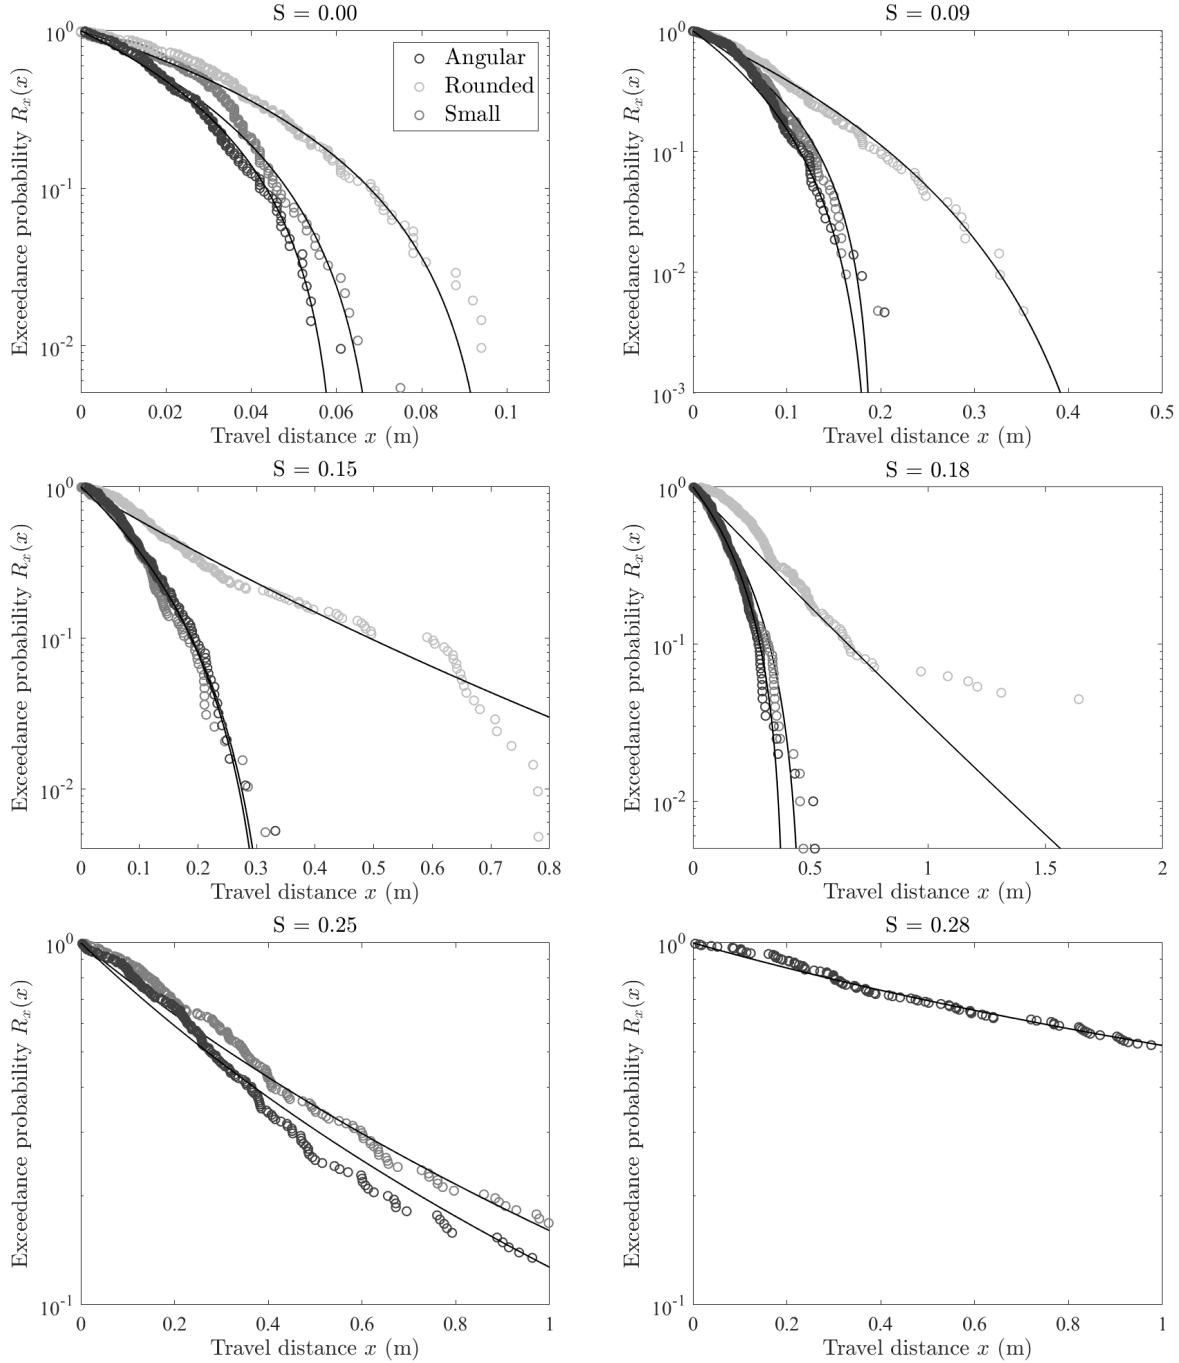 S = 0.00
10^0
10^-1
10^-2
Exceedance probability R_x(x)
Angular
Rounded
Small
0 0.02 0.04 0.06 0.08 0.1
Travel distance x (m)
S = 0.09
10^0
10^-1
10^-2
10^-3
Exceedance probability R_x(x)
0 0.1 0.2 0.3 0.4 0.5
Travel distance x (m)
S = 0.15
10^0
10^-1
10^-2
Exceedance probability R_x(x)
0 0.1 0.2 0.3 0.4 0.5 0.6 0.7 0.8
Travel distance x (m)
S = 0.18
10^0
10^-1
10^-2
Exceedance probability R_x(x)
0 0.5 1 1.5 2
Travel distance x (m)
S = 0.25
10^0
10^-1
Exceedance probability R_x(x)
0 0.2 0.4 0.6 0.8 1
Travel distance x (m)
S = 0.28
10^0
10^-1
Exceedance probability R_x(x)
0 0.2 0.4 0.6 0.8 1
Travel distance x (m)